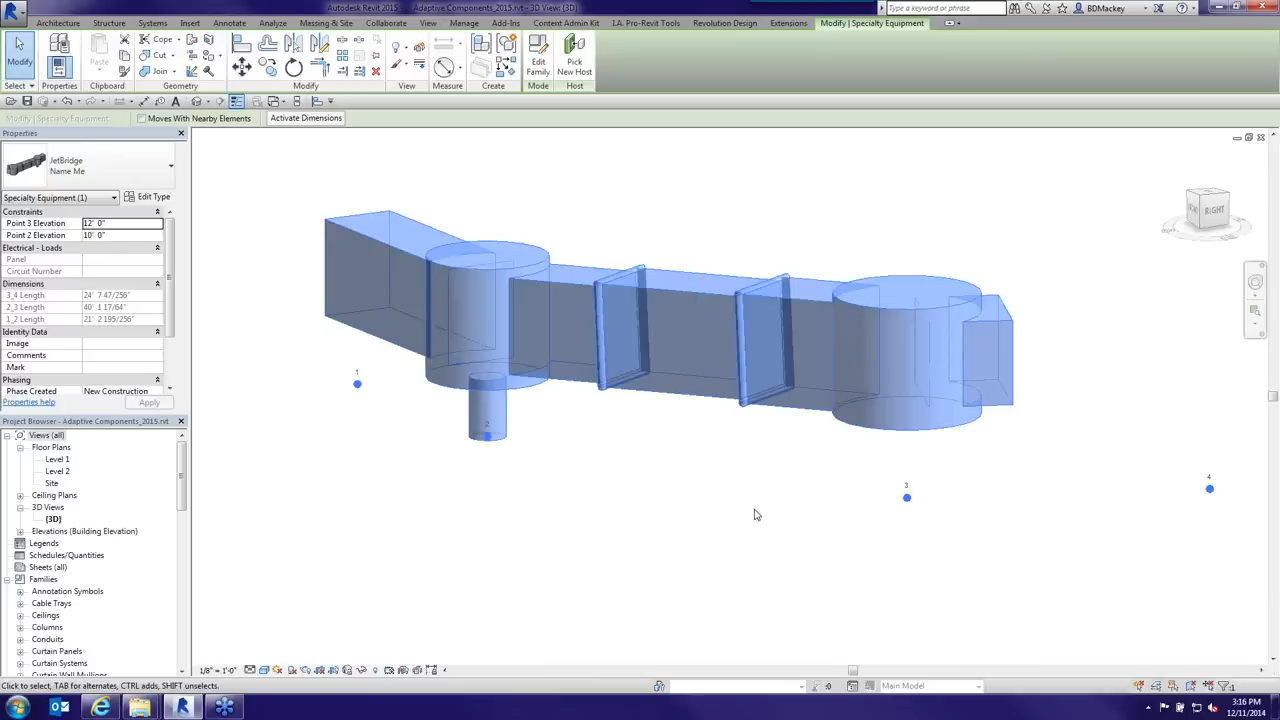 Autodesk Revit 2015 - Adaptive Components_2015.rvt - 3D View: {3D}
Type a keyword or phrase
BDMackey
Architecture Structure Systems Insert Annotate Analyze Massing & Site Collaborate View Manage Add-Ins Content Admin Kit I.A. Pro-Revit Tools Revolution Design Extensions Modify | Specialty Equipment
Modify
Paste
Cope
Cut
Join
Edit Family
Pick New Host
Select Properties Clipboard Geometry Modify View Measure Create Mode Host
Modify | Specialty Equipment
Moves With Nearby Elements
Activate Dimensions
Properties
JetBridge
Name Me
Specialty Equipment (1)
Edit Type
Constraints
Point 3 Elevation 12' 0"
Point 2 Elevation 10' 0"
Electrical - Loads
Panel
Circuit Number
Dimensions
3_4 Length 24' 7 47/256"
2_3 Length 40' 1 17/64"
1_2 Length 21' 2 195/256"
Identity Data
Image
Comments
Mark
Phasing
Phase Created New Construction
Properties help
Apply
Project Browser - Adaptive Components_2015.rvt
Views (all)
Floor Plans
Level 1
Level 2
Site
Ceiling Plans
3D Views
{3D}
Elevations (Building Elevation)
Legends
Schedules/Quantities
Sheets (all)
Families
Annotation Symbols
Cable Trays
Ceilings
Columns
Conduits
Curtain Panels
Curtain Systems
Curtain Wall Mullions
RIGHT
1
2
3
4
1/8" = 1'-0"
Click to select, TAB for alternates, CTRL adds, SHIFT unselects.
:0
Main Model
:1
3:16 PM
12/11/2014